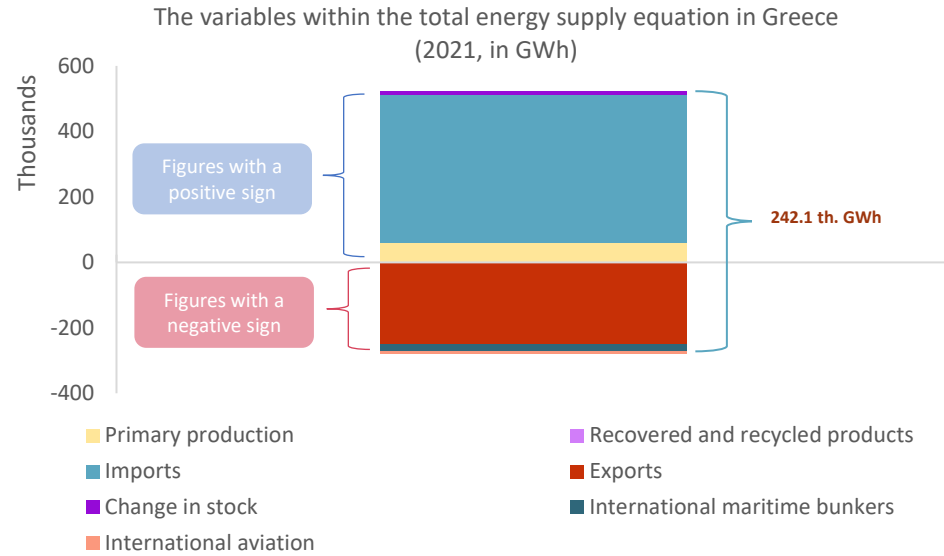 The variables within the total energy supply equation in Greece
(2021, in GWh)
Thousands
600
400
200
0
-200
-400
Figures with a
positive sign
Figures with a
negative sign
242.1 th. GWh
Primary production
Recovered and recycled products
Imports
Exports
Change in stock
International maritime bunkers
International aviation